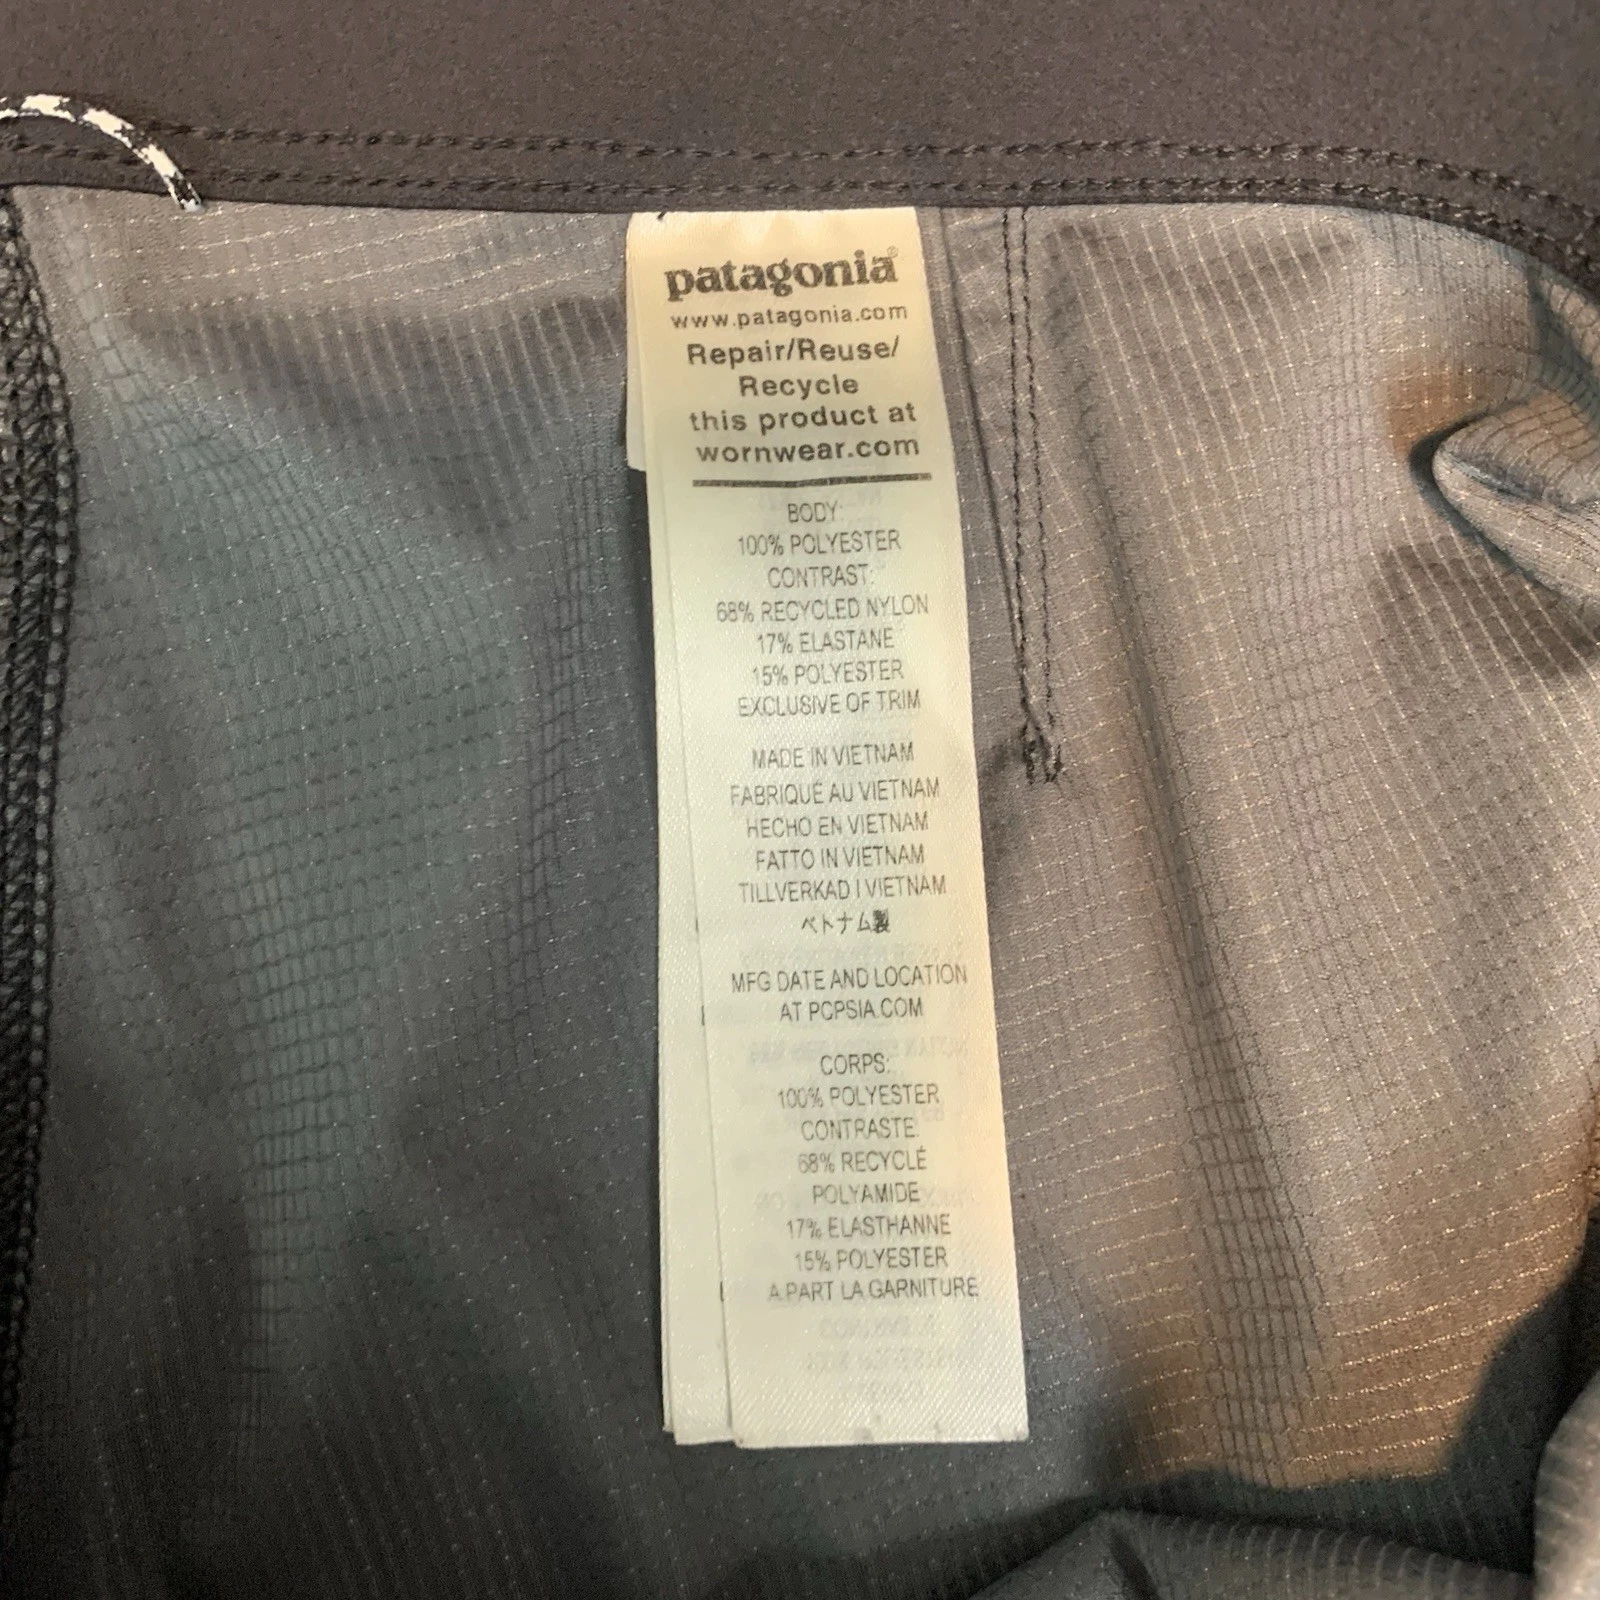 patagonia®
www.patagonia.com
Repair/Reuse/
Recycle
this product at
wornwear.com
BODY:
100% POLYESTER
CONTRAST:
68% RECYCLED NYLON
17% ELASTANE
15% POLYESTER
EXCLUSIVE OF TRIM
MADE IN VIETNAM
FABRIQUÉ AU VIETNAM
HECHO EN VIETNAM
FATTO IN VIETNAM
TILLVERKAD I VIETNAM
ベトナム製
MFG DATE AND LOCATION
AT PCPSIA.COM
CORPS:
100% POLYESTER
CONTRASTE:
68% RECYCLÉ
POLYAMIDE
17% ELASTHANNE
15% POLYESTER
A PART LA GARNITURE